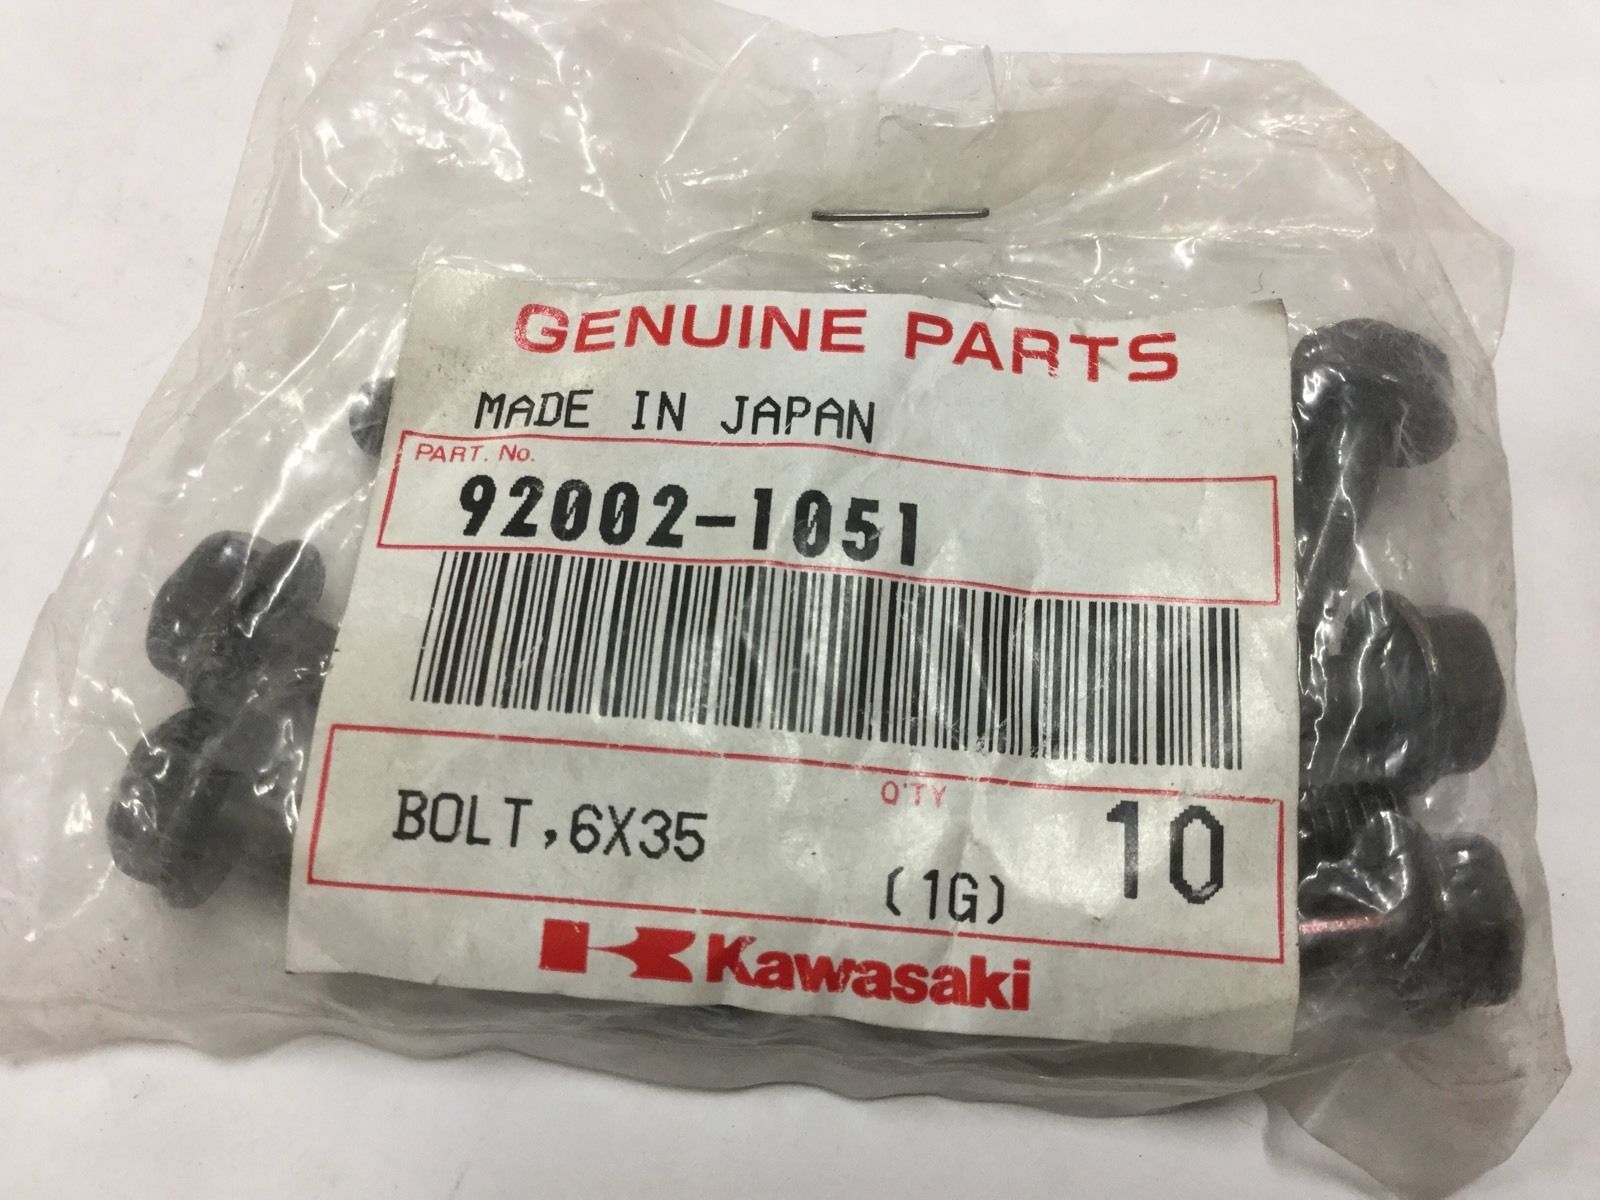 GENUINE PARTS
MADE IN JAPAN
PART. No.
92002-1051
BOLT,6X35
Q'TY
10
(1G)
Kawasaki